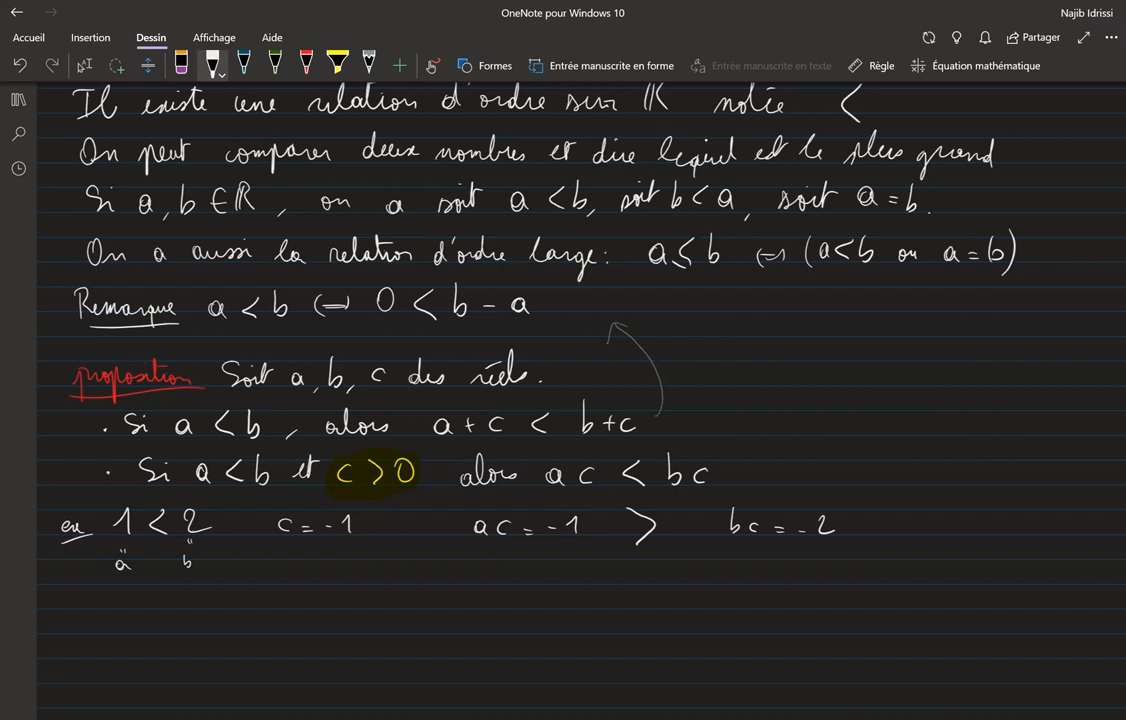 OneNote pour Windows 10
Najib Idrissi
Accueil Insertion Dessin Affichage Aide
Partager
Formes Entrée manuscrite en forme Entrée manuscrite en texte Règle Équation mathématique
Il existe une relation d'ordre sur ℝ notée <
On peut comparer deux nombres et dire lequel est le plus grand
Si a, b ∈ ℝ, on a soit a < b, soit b < a, soit a = b.
On a aussi la relation d'ordre large : a ≤ b ⟺ (a < b ou a = b)
Remarque a < b ⟺ 0 < b - a
proposition Soit a, b, c des réels.
• Si a < b, alors a + c < b + c
• Si a < b et c > 0 alors ac < bc
ex 1 < 2 c = -1 ac = -1 > bc = -2
" "
a b